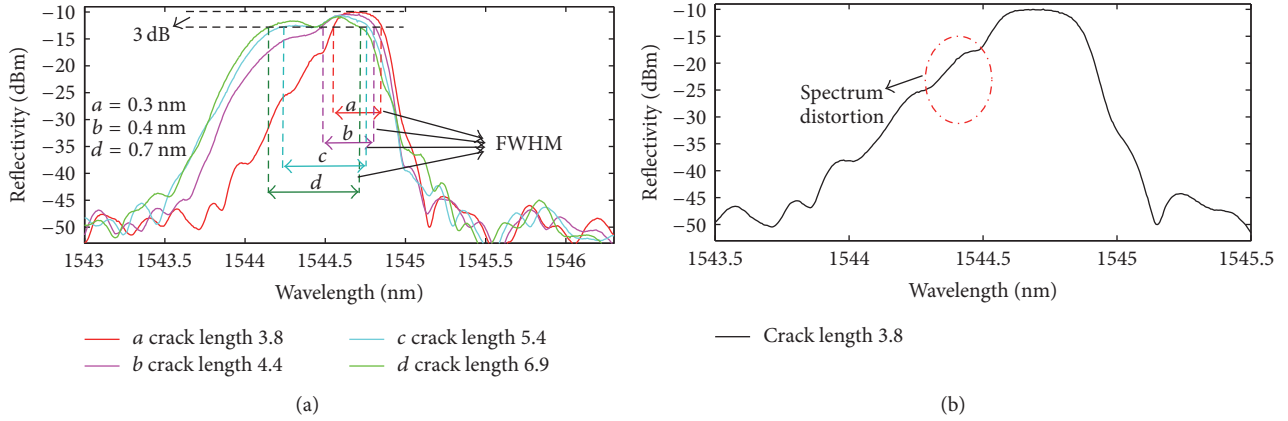 −10
−15
−20
−25
−30
−35
−40
−45
−50
Reflectivity (dBm)
3 dB
a = 0.3 nm
b = 0.4 nm
d = 0.7 nm
a
b
c
d
FWHM
1543 1543.5 1544 1544.5 1545 1545.5 1546
Wavelength (nm)
a crack length 3.8
b crack length 4.4
c crack length 5.4
d crack length 6.9
(a)
−10
−15
−20
−25
−30
−35
−40
−45
−50
Reflectivity (dBm)
Spectrum
distortion
1543.5 1544 1544.5 1545 1545.5
Wavelength (nm)
Crack length 3.8
(b)